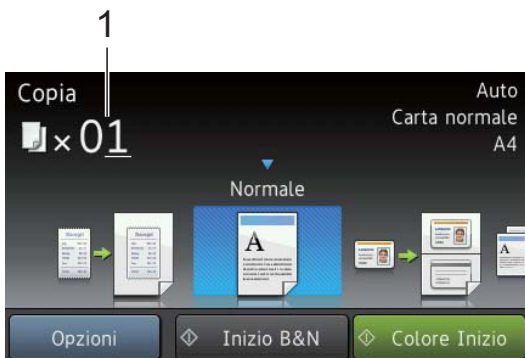 1
Copia
Auto
Carta normale
A4
×01
Normale
A
A
Opzioni
Inizio B&N
Colore Inizio